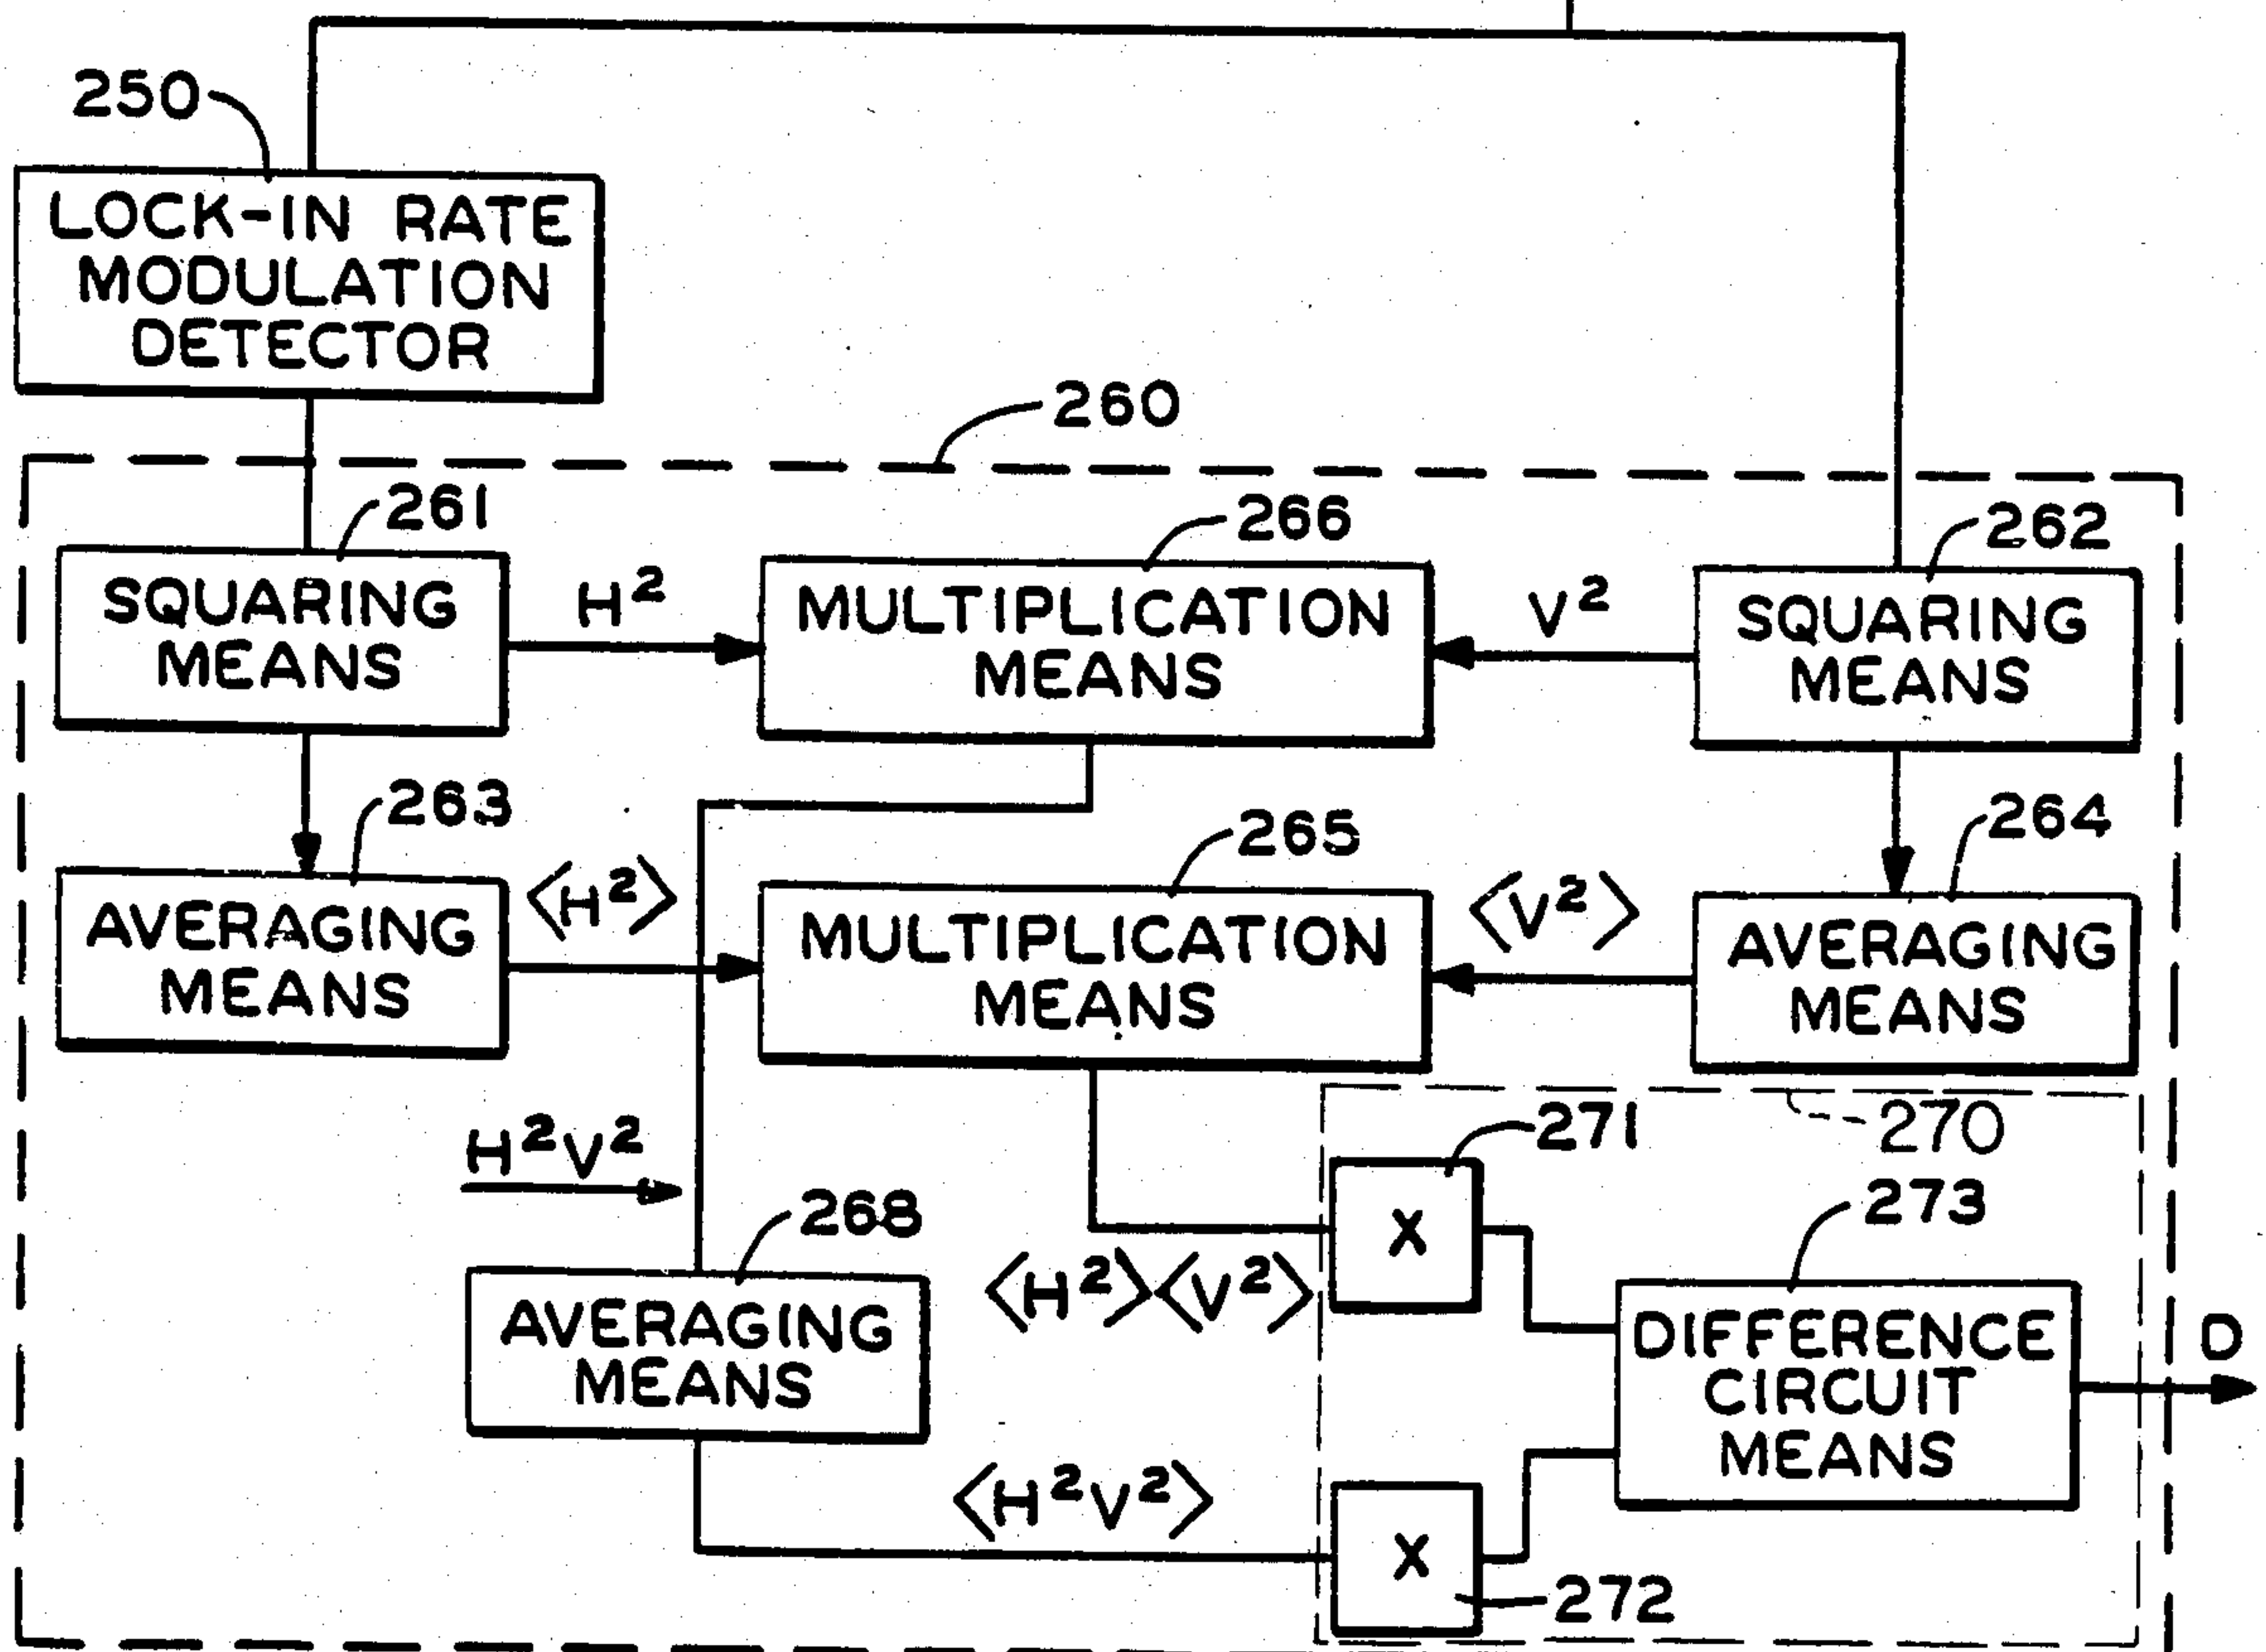 250
LOCK-IN RATE
MODULATION
DETECTOR
260
261
266
262
SQUARING
MEANS
H²
MULTIPLICATION
MEANS
V²
SQUARING
MEANS
263
265
264
AVERAGING
MEANS
<H²>
MULTIPLICATION
MEANS
<V²>
AVERAGING
MEANS
H²V²
271
270
268
273
X
<H²><V²>
AVERAGING
MEANS
DIFFERENCE
CIRCUIT
MEANS
D
<H²V²>
X
272